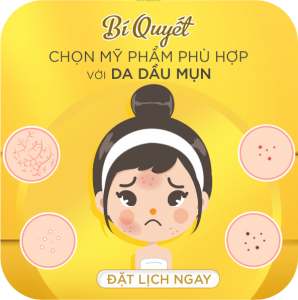 Bí Quyết
CHỌN MỸ PHẨM PHÙ HỢP
VỚI DA DẦU MỤN
ĐẶT LỊCH NGAY